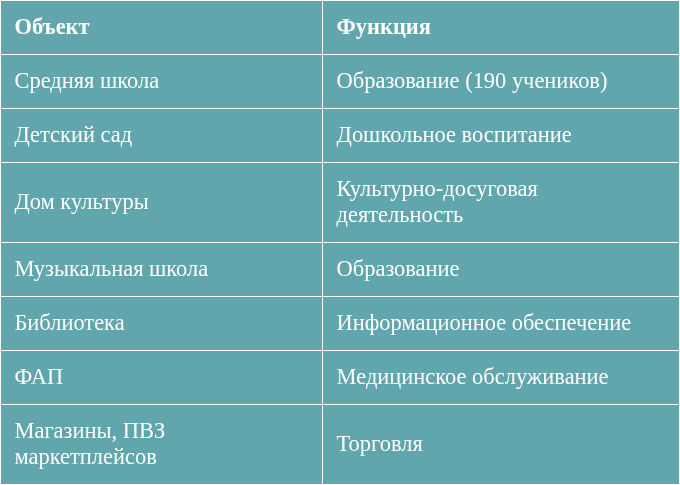 Объект
Функция
Средняя школа
Образование (190 учеников)
Детский сад
Дошкольное воспитание
Дом культуры
Культурно-досуговая
деятельность
Музыкальная школа
Образование
Библиотека
Информационное обеспечение
ФАП
Медицинское обслуживание
Магазины, ПВЗ
маркетплейсов
Торговля